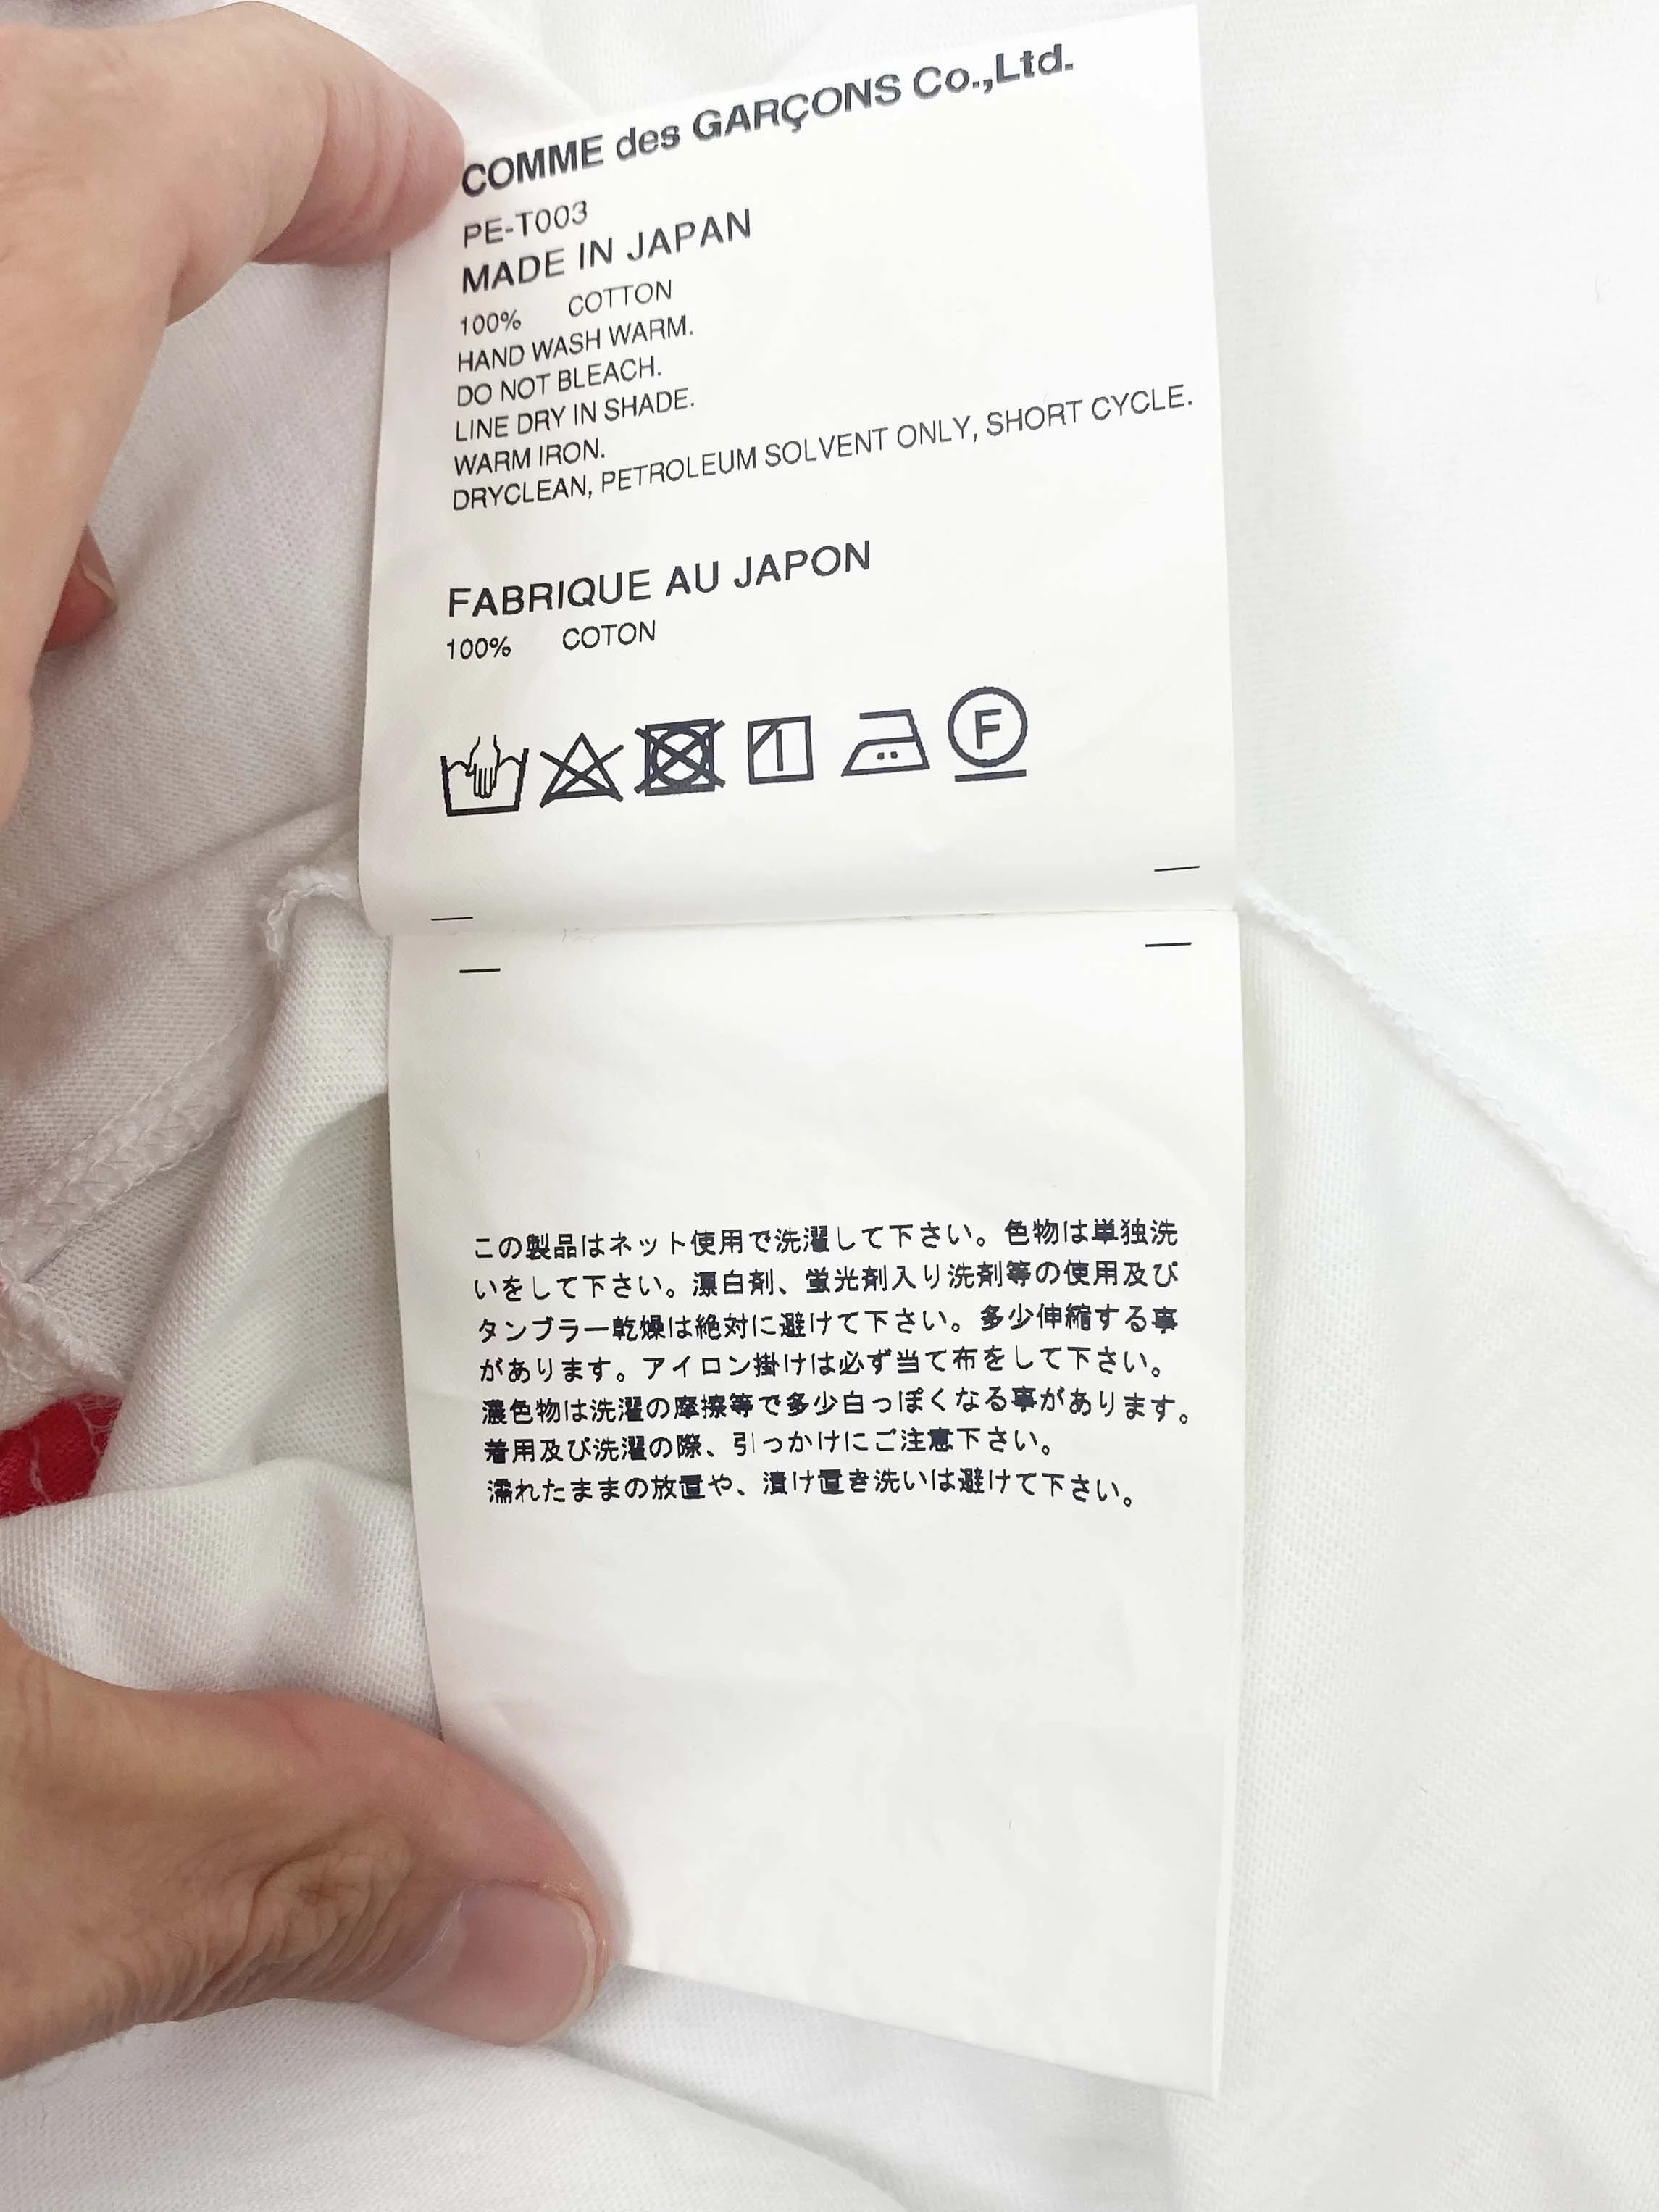 COMME des GARÇONS Co.,Ltd.
PE-T003
MADE IN JAPAN
100% COTTON
HAND WASH WARM.
DO NOT BLEACH.
LINE DRY IN SHADE.
WARM IRON.
DRYCLEAN, PETROLEUM SOLVENT ONLY, SHORT CYCLE.
FABRIQUE AU JAPON
100% COTON
F
この製品はネット使用で洗濯して下さい。色物は単独洗
いをして下さい。漂白剤、蛍光剤入り洗剤等の使用及び
タンブラー乾燥は絶対に避けて下さい。多少伸縮する事
があります。アイロン掛けは必ず当て布をして下さい。
濃色物は洗濯の摩擦等で多少白っぽくなる事があります。
着用及び洗濯の際、引っかけにご注意下さい。
濡れたままの放置や、漬け置き洗いは避けて下さい。